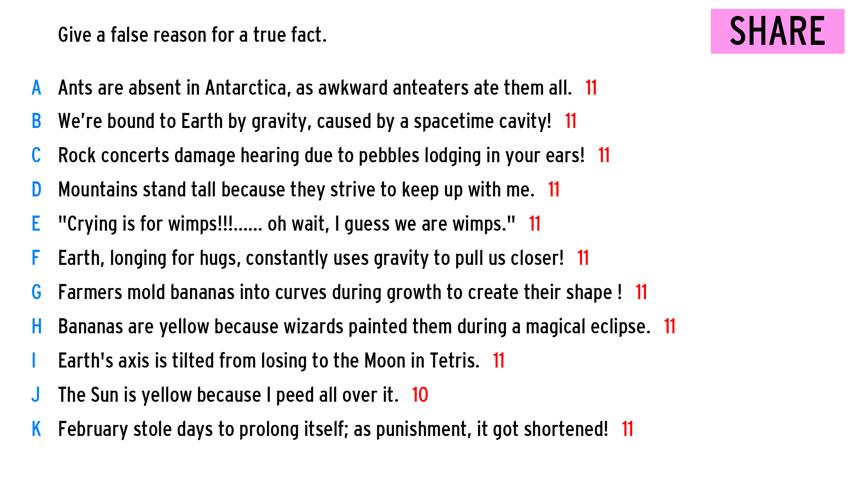 Give a false reason for a true fact.
SHARE
A Ants are absent in Antarctica, as awkward anteaters ate them all. 11
B We're bound to Earth by gravity, caused by a spacetime cavity! 11
C Rock concerts damage hearing due to pebbles lodging in your ears! 11
D Mountains stand tall because they strive to keep up with me. 11
E "Crying is for wimps!!!...... oh wait, I guess we are wimps." 11
F Earth, longing for hugs, constantly uses gravity to pull us closer! 11
G Farmers mold bananas into curves during growth to create their shape ! 11
H Bananas are yellow because wizards painted them during a magical eclipse. 11
I Earth's axis is tilted from losing to the Moon in Tetris. 11
J The Sun is yellow because I peed all over it. 10
K February stole days to prolong itself; as punishment, it got shortened! 11